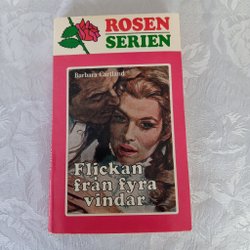 ROSEN
SERIEN
Barbara Cartland
Flickan
från fyra
vindar